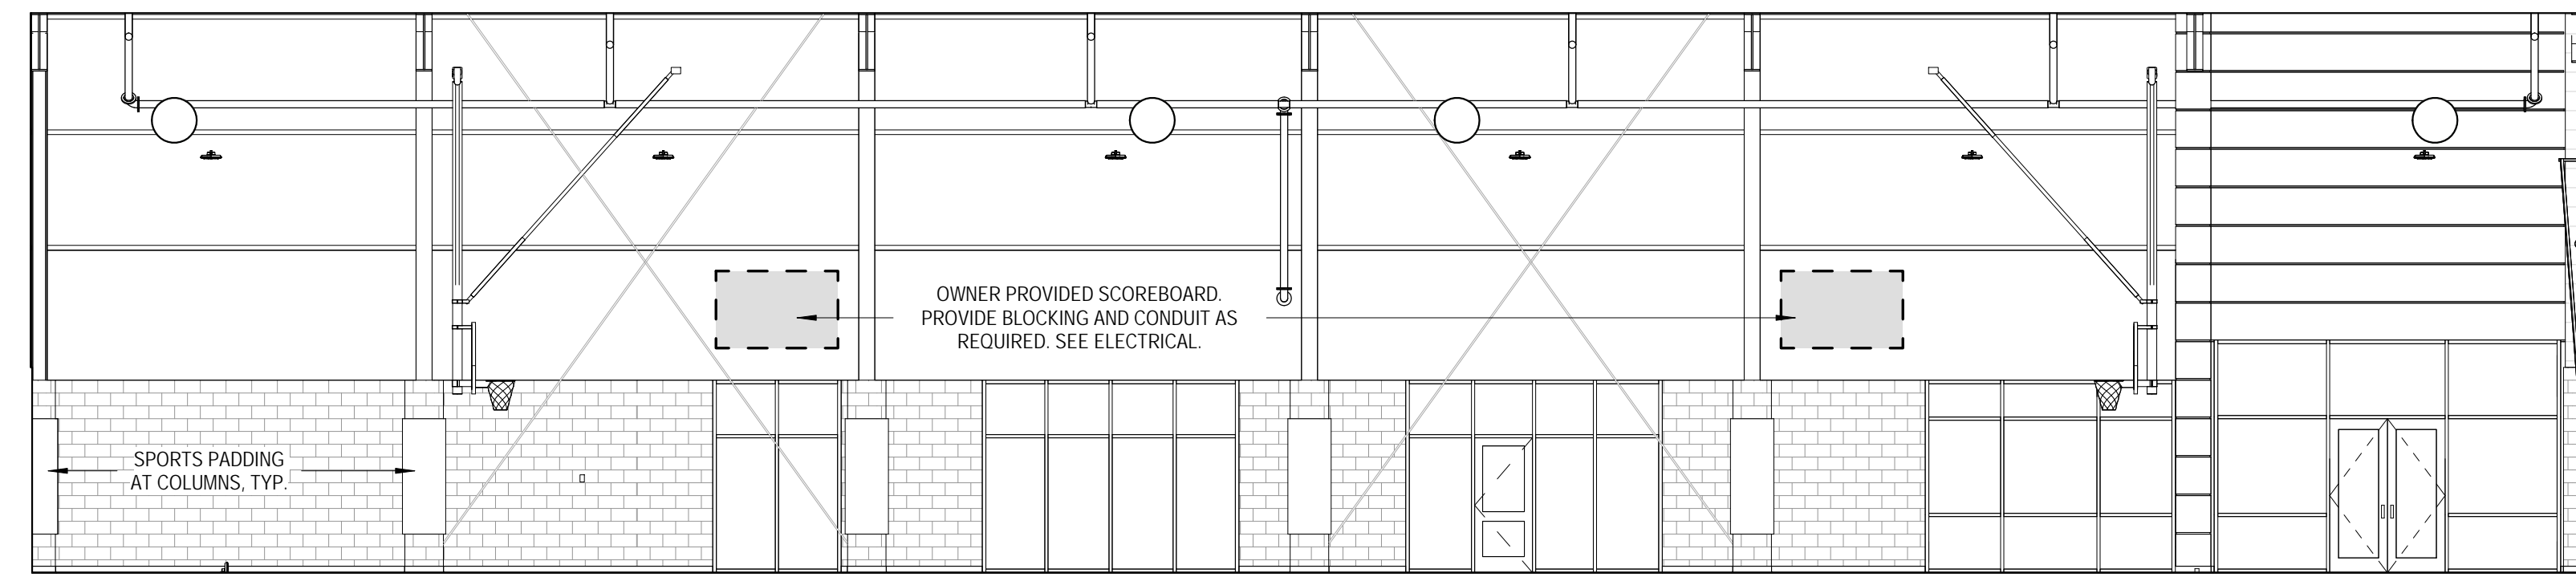 OWNER PROVIDED SCOREBOARD.
PROVIDE BLOCKING AND CONDUIT AS
REQUIRED. SEE ELECTRICAL.
SPORTS PADDING
AT COLUMNS, TYP.